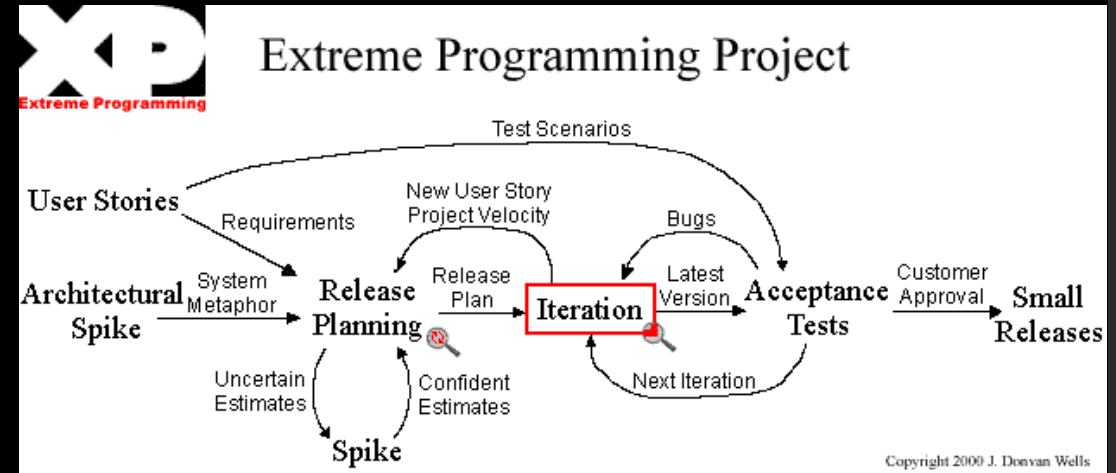 XP
Extreme Programming
Extreme Programming Project
Test Scenarios
User Stories
Requirements
New User Story
Project Velocity
Bugs
Architectural
Spike
System
Metaphor
Release
Planning
Release
Plan
Iteration
Latest
Version
Acceptance
Tests
Customer
Approval
Small
Releases
Uncertain
Estimates
Confident
Estimates
Next Iteration
Spike
Copyright 2000 J. Donvan Wells